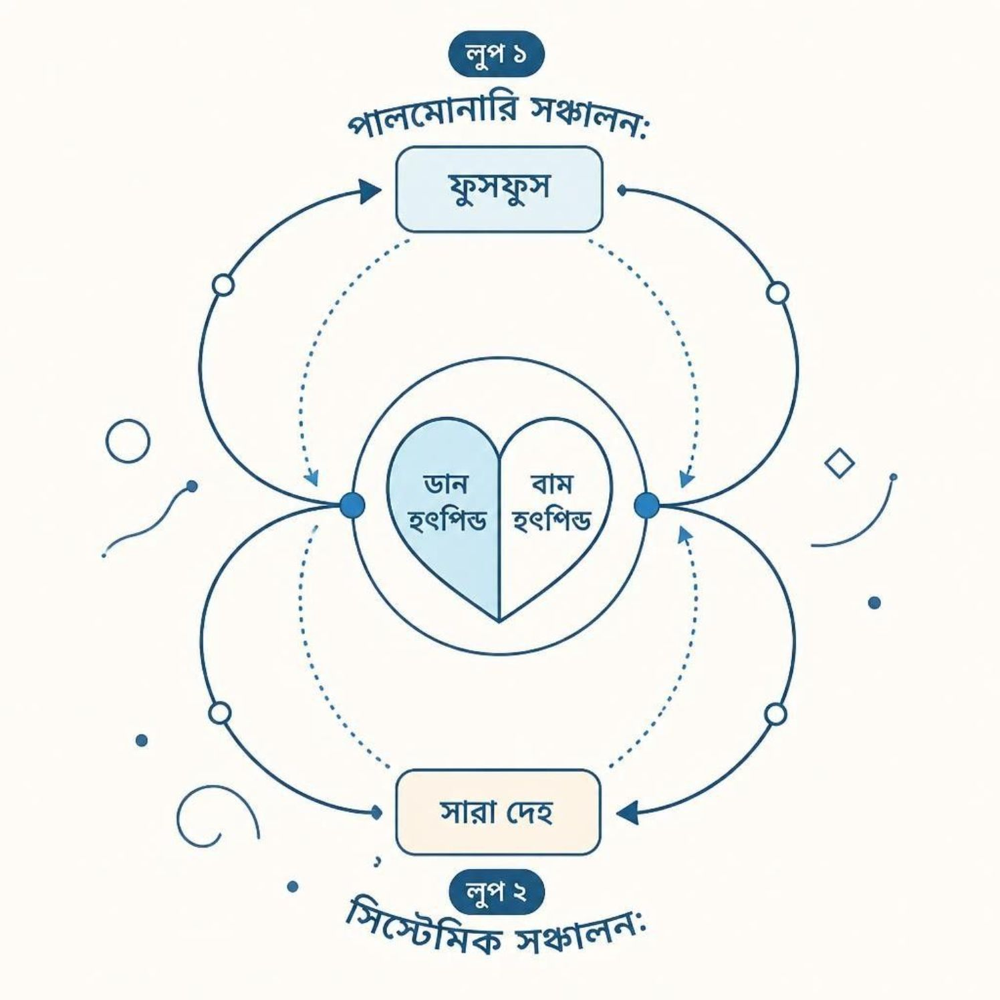 লুপ ১
পালমোনারি সঞ্চালন:
ফুসফুস
ডান
হৃৎপিন্ড
বাম
হৃৎপিন্ড
সারা দেহ
লুপ ২
সিস্টেমিক সঞ্চালন: